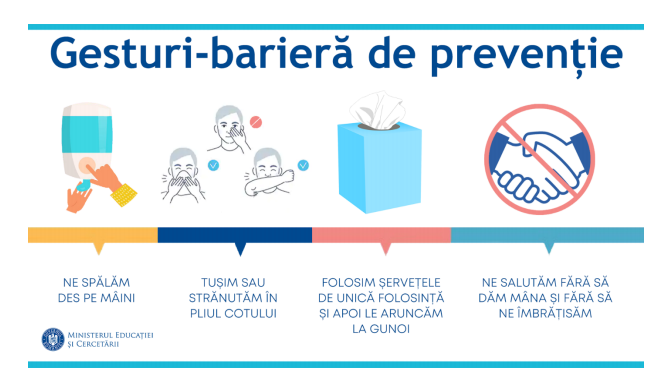 Gesturi-barieră de prevenție
NE SPĂLĂM
DES PE MÂINI
TUȘIM SAU
STRĂNUTĂM ÎN
PLIUL COTULUI
FOLOSIM ȘERVEȚELE
DE UNICĂ FOLOSINȚĂ
ȘI APOI LE ARUNCĂM
LA GUNOI
NE SALUTĂM FĂRĂ SĂ
DĂM MÂNA ȘI FĂRĂ SĂ
NE ÎMBRĂȚISĂM
MINISTERUL EDUCAȚIEI
ȘI CERCETĂRII